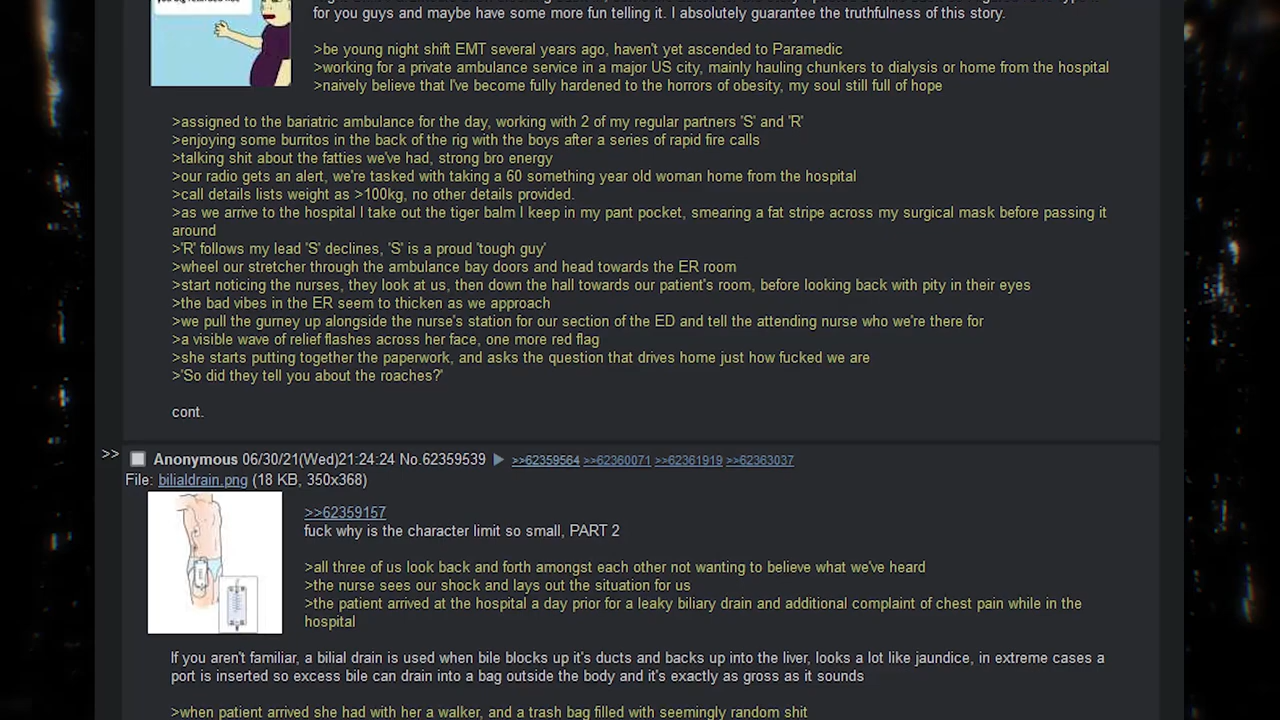 for you guys and maybe have some more fun telling it. I absolutely guarantee the truthfulness of this story.
>be young night shift EMT several years ago, haven't yet ascended to Paramedic
>working for a private ambulance service in a major US city, mainly hauling chunkers to dialysis or home from the hospital
>naively believe that I've become fully hardened to the horrors of obesity, my soul still full of hope
>assigned to the bariatric ambulance for the day, working with 2 of my regular partners 'S' and 'R'
>enjoying some burritos in the back of the rig with the boys after a series of rapid fire calls
>talking shit about the fatties we've had, strong bro energy
>our radio gets an alert, we're tasked with taking a 60 something year old woman home from the hospital
>call details lists weight as >100kg, no other details provided.
>as we arrive to the hospital I take out the tiger balm I keep in my pant pocket, smearing a fat stripe across my surgical mask before passing it
around
>'R' follows my lead 'S' declines, 'S' is a proud 'tough guy'
>wheel our stretcher through the ambulance bay doors and head towards the ER room
>start noticing the nurses, they look at us, then down the hall towards our patient's room, before looking back with pity in their eyes
>the bad vibes in the ER seem to thicken as we approach
>we pull the gurney up alongside the nurse's station for our section of the ED and tell the attending nurse who we're there for
>a visible wave of relief flashes across her face, one more red flag
>she starts putting together the paperwork, and asks the question that drives home just how fucked we are
>'So did they tell you about the roaches?'
cont.
>> Anonymous 06/30/21(Wed)21:24:24 No.62359539 ▶ >>62359564 >>62360071 >>62361919 >>62363037
File: bilialdrain.png (18 KB, 350x368)
>>62359157
fuck why is the character limit so small, PART 2
>all three of us look back and forth amongst each other not wanting to believe what we've heard
>the nurse sees our shock and lays out the situation for us
>the patient arrived at the hospital a day prior for a leaky biliary drain and additional complaint of chest pain while in the
hospital
If you aren't familiar, a bilial drain is used when bile blocks up it's ducts and backs up into the liver, looks a lot like jaundice, in extreme cases a
port is inserted so excess bile can drain into a bag outside the body and it's exactly as gross as it sounds
>when patient arrived she had with her a walker, and a trash bag filled with seemingly random shit